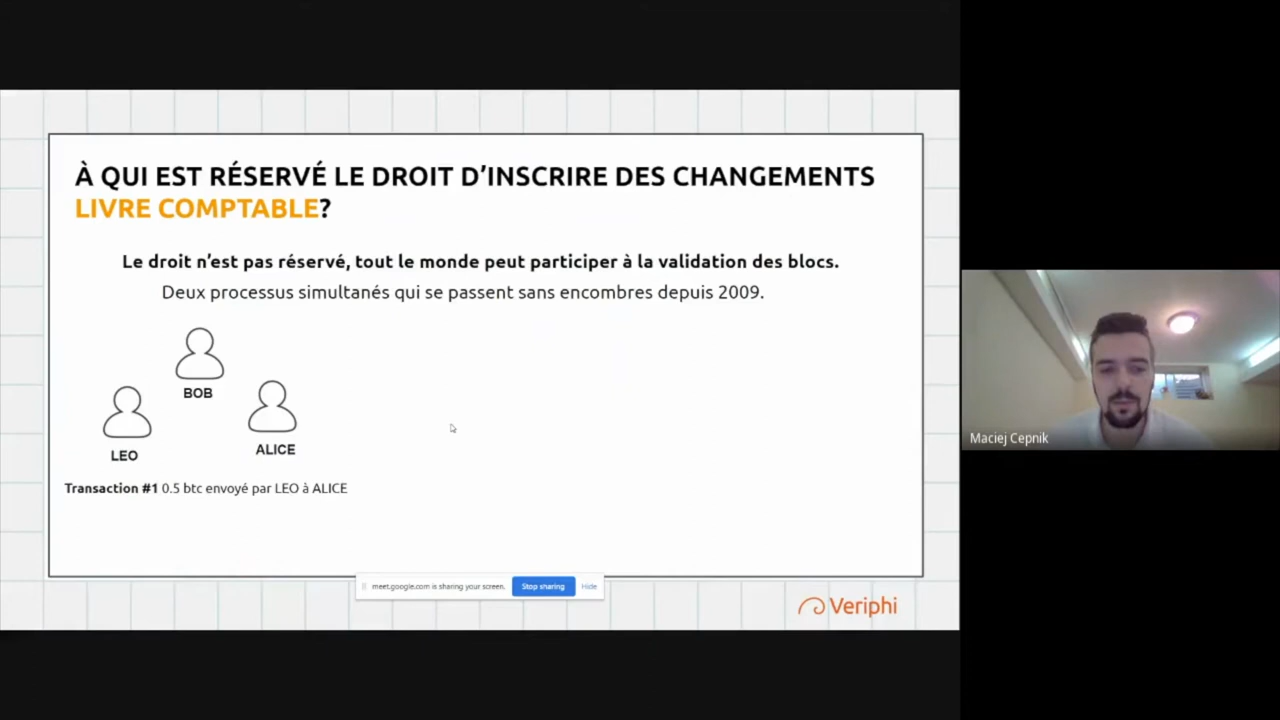 À QUI EST RÉSERVÉ LE DROIT D'INSCRIRE DES CHANGEMENTS
LIVRE COMPTABLE?
Le droit n'est pas réservé, tout le monde peut participer à la validation des blocs.
Deux processus simultanés qui se passent sans encombres depuis 2009.
BOB
LEO
ALICE
Transaction #1 0.5 btc envoyé par LEO à ALICE
meet.google.com is sharing your screen. Stop sharing Hide
Veriphi
Maciej Cepnik